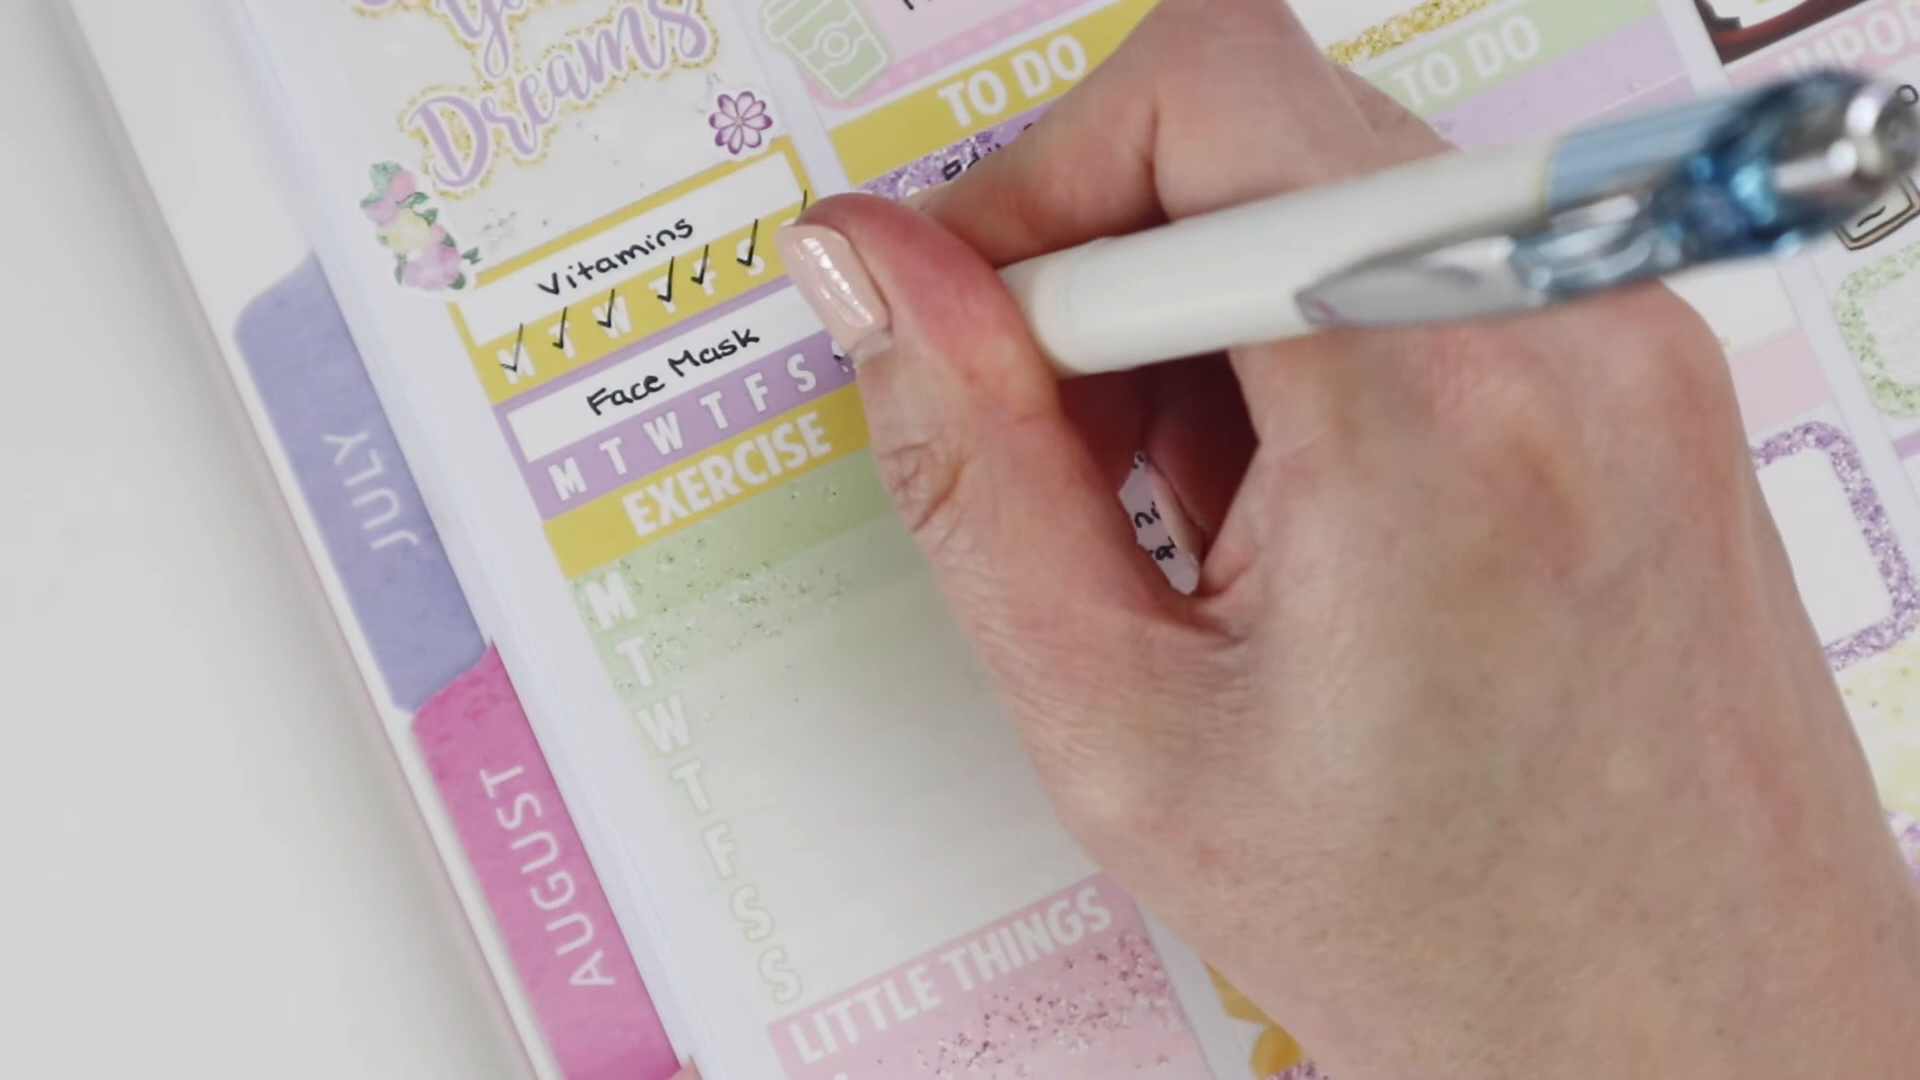 Dreams
Vitamins
M T W T F S
Face Mask
M T W T F S
EXERCISE
M
T
W
T
F
S
S
LITTLE THINGS
TO DO
TO DO
JULY
AUGUST